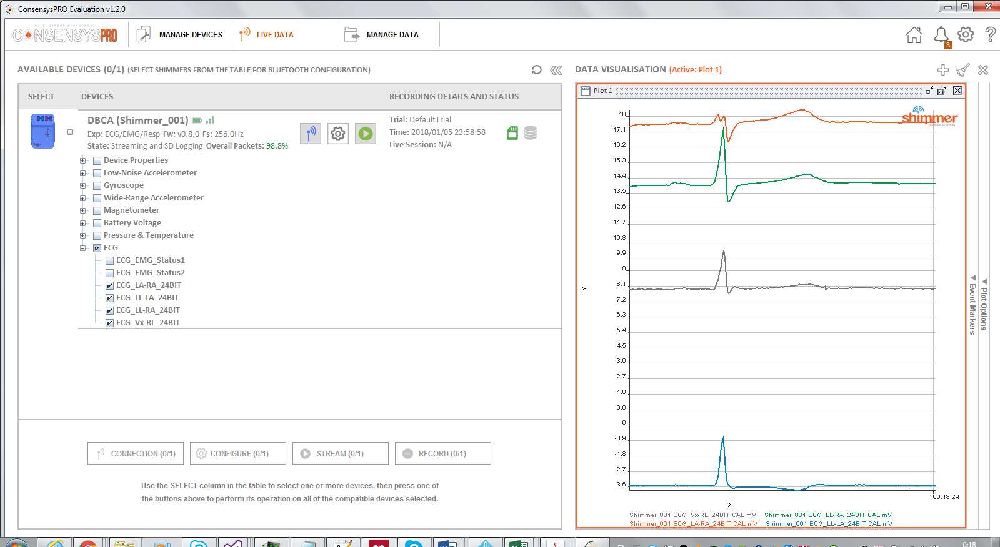 ConsensysPRO Evaluation v1.2.0
MULTI SENSOR MANAGEMENT
CONSENSYSPRO
MANAGE DEVICES
LIVE DATA
MANAGE DATA
3
AVAILABLE DEVICES (0/1) (SELECT SHIMMERS FROM THE TABLE FOR BLUETOOTH CONFIGURATION)
SELECT DEVICES RECORDING DETAILS AND STATUS
DBCA (Shimmer_001)
Exp: ECG/EMG/Resp Fw: v0.8.0 Fs: 256.0Hz
State: Streaming and SD Logging Overall Packets: 98.8%
Trial: DefaultTrial
Time: 2018/01/05 23:58:58
Live Session: N/A
Device Properties
Low-Noise Accelerometer
Gyroscope
Wide-Range Accelerometer
Magnetometer
Battery Voltage
Pressure & Temperature
ECG
ECG_EMG_Status1
ECG_EMG_Status2
ECG_LA-RA_24BIT
ECG_LL-LA_24BIT
ECG_LL-RA_24BIT
ECG_Vx-RL_24BIT
CONNECTION (0/1)
CONFIGURE (0/1)
STREAM (0/1)
RECORD (0/1)
Use the SELECT column in the table to select one or more devices, then press one of
the buttons above to perform its operation on all of the compatible devices selected.
DATA VISUALISATION (Active: Plot 1)
Plot 1
shimmer
DISCOVERY IN MOTION
18
17.1
16.2
15.3
14.4
13.5
12.6
11.7
10.8
9.9
9
8.1
7.2
6.3
5.4
4.5
3.6
2.7
1.8
0.9
-0
-0.9
-1.8
-2.7
-3.6
Y
X
00:18:24
Shimmer_001 ECG_Vx-RL_24BIT CAL mV Shimmer_001 ECG_LL-RA_24BIT CAL mV
Shimmer_001 ECG_LA-RA_24BIT CAL mV Shimmer_001 ECG_LL-LA_24BIT CAL mV
Event Markers
Plot Options
EN
0:18